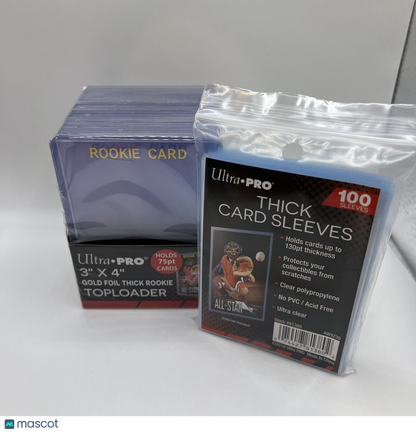 ROOKIE CARD
Ultra•PRO®
3" X 4"
GOLD FOIL THICK ROOKIE
TOPLOADER
HOLDS
75pt
CARDS
Ultra•PRO®
100
SLEEVES
THICK
CARD SLEEVES
• Holds cards up to
130pt thickness
• Protects your
collectibles from
scratches
• Clear polypropylene
• No PVC / Acid Free
• Ultra clear
ALL-STAR
mascot